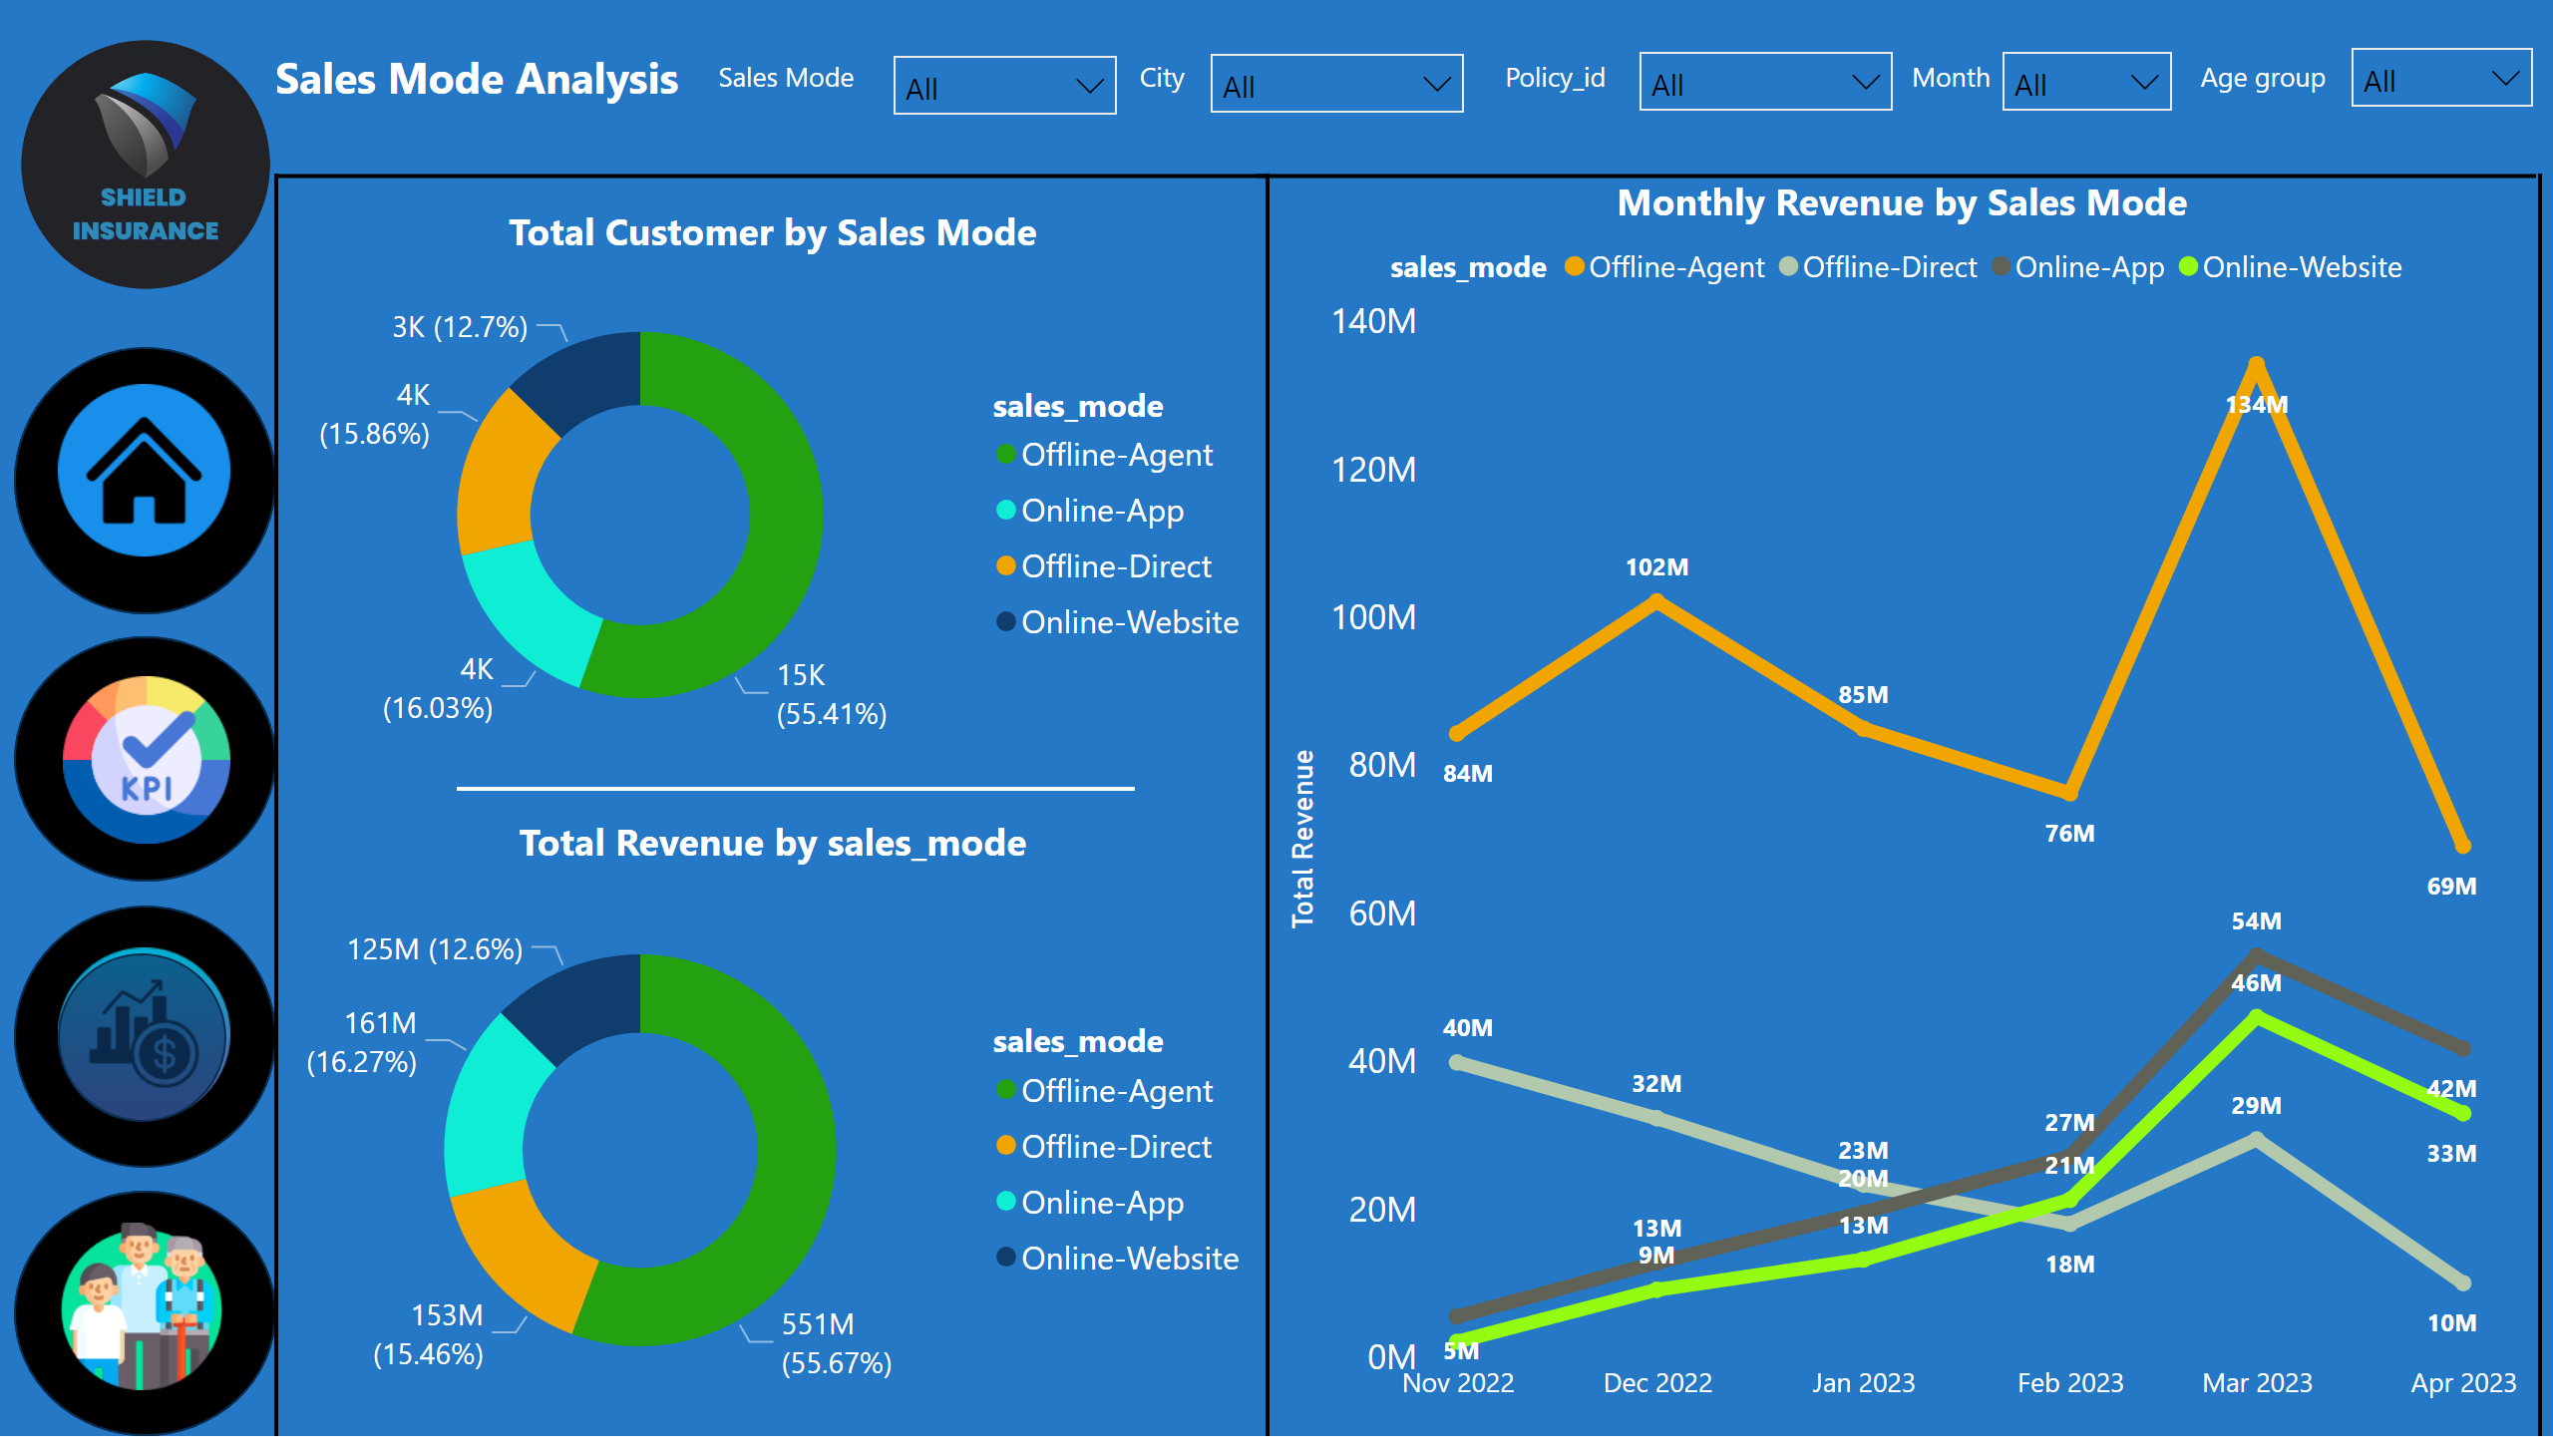 SHIELD
INSURANCE
Sales Mode Analysis
Sales Mode
All
City
All
Policy_id
All
Month
All
Age group
All
KPI
Total Customer by Sales Mode
3K (12.7%)
4K
(15.86%)
4K
(16.03%)
15K
(55.41%)
sales_mode
Offline-Agent
Online-App
Offline-Direct
Online-Website
Total Revenue by sales_mode
125M (12.6%)
161M
(16.27%)
153M
(15.46%)
551M
(55.67%)
sales_mode
Offline-Agent
Offline-Direct
Online-App
Online-Website
Monthly Revenue by Sales Mode
sales_mode Offline-Agent Offline-Direct Online-App Online-Website
Total Revenue
140M
120M
100M
80M
60M
40M
20M
0M
84M
102M
85M
76M
134M
69M
40M
32M
23M
20M
18M
29M
10M
5M
13M
9M
13M
27M
21M
54M
46M
42M
33M
Nov 2022
Dec 2022
Jan 2023
Feb 2023
Mar 2023
Apr 2023